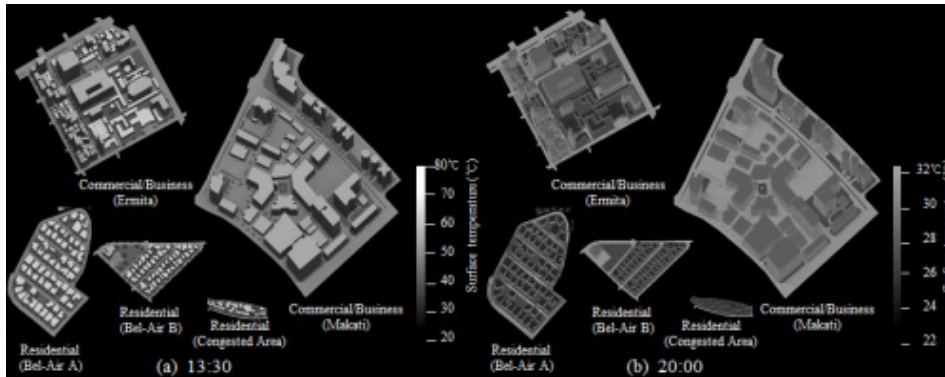 Commercial/Business
(Ermita)
80℃
70
60
50
40
30
20
Surface temperature(℃)
Residential
(Bel-Air B)
Residential
(Congested Area)
Commercial/Business
(Makati)
Residential
(Bel-Air A)
(a) 13:30
Commercial/Business
(Ermita)
32℃
30
28
26
24
22
Residential
(Bel-Air B)
Residential
(Congested Area)
Commercial/Business
(Makati)
Residential
(Bel-Air A)
(b) 20:00